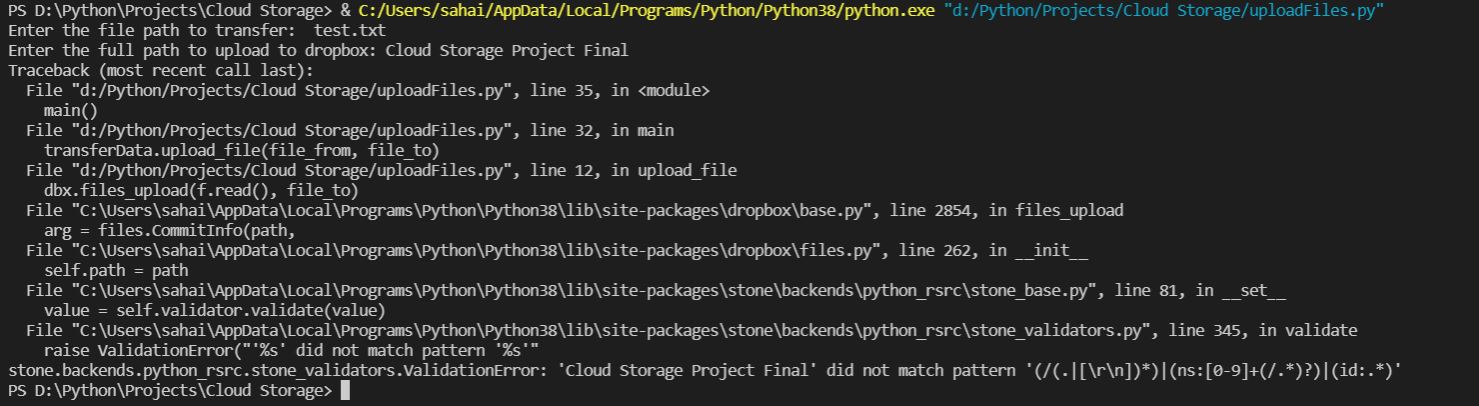 PS D:\Python\Projects\Cloud Storage> & C:/Users/sahai/AppData/Local/Programs/Python/Python38/python.exe "d:/Python/Projects/Cloud Storage/uploadFiles.py"
Enter the file path to transfer:  test.txt
Enter the full path to upload to dropbox: Cloud Storage Project Final
Traceback (most recent call last):
  File "d:/Python/Projects/Cloud Storage/uploadFiles.py", line 35, in <module>
    main()
  File "d:/Python/Projects/Cloud Storage/uploadFiles.py", line 32, in main
    transferData.upload_file(file_from, file_to)
  File "d:/Python/Projects/Cloud Storage/uploadFiles.py", line 12, in upload_file
    dbx.files_upload(f.read(), file_to)
  File "C:\Users\sahai\AppData\Local\Programs\Python\Python38\lib\site-packages\dropbox\base.py", line 2854, in files_upload
    arg = files.CommitInfo(path,
  File "C:\Users\sahai\AppData\Local\Programs\Python\Python38\lib\site-packages\dropbox\files.py", line 262, in __init__
    self.path = path
  File "C:\Users\sahai\AppData\Local\Programs\Python\Python38\lib\site-packages\stone\backends\python_rsrc\stone_base.py", line 81, in __set__
    value = self.validator.validate(value)
  File "C:\Users\sahai\AppData\Local\Programs\Python\Python38\lib\site-packages\stone\backends\python_rsrc\stone_validators.py", line 345, in validate
    raise ValidationError("'%s' did not match pattern '%s'"
stone.backends.python_rsrc.stone_validators.ValidationError: 'Cloud Storage Project Final' did not match pattern '(/(.|[\r\n])*)|(ns:[0-9]+(/.*)?)|(id:.*)'
PS D:\Python\Projects\Cloud Storage>